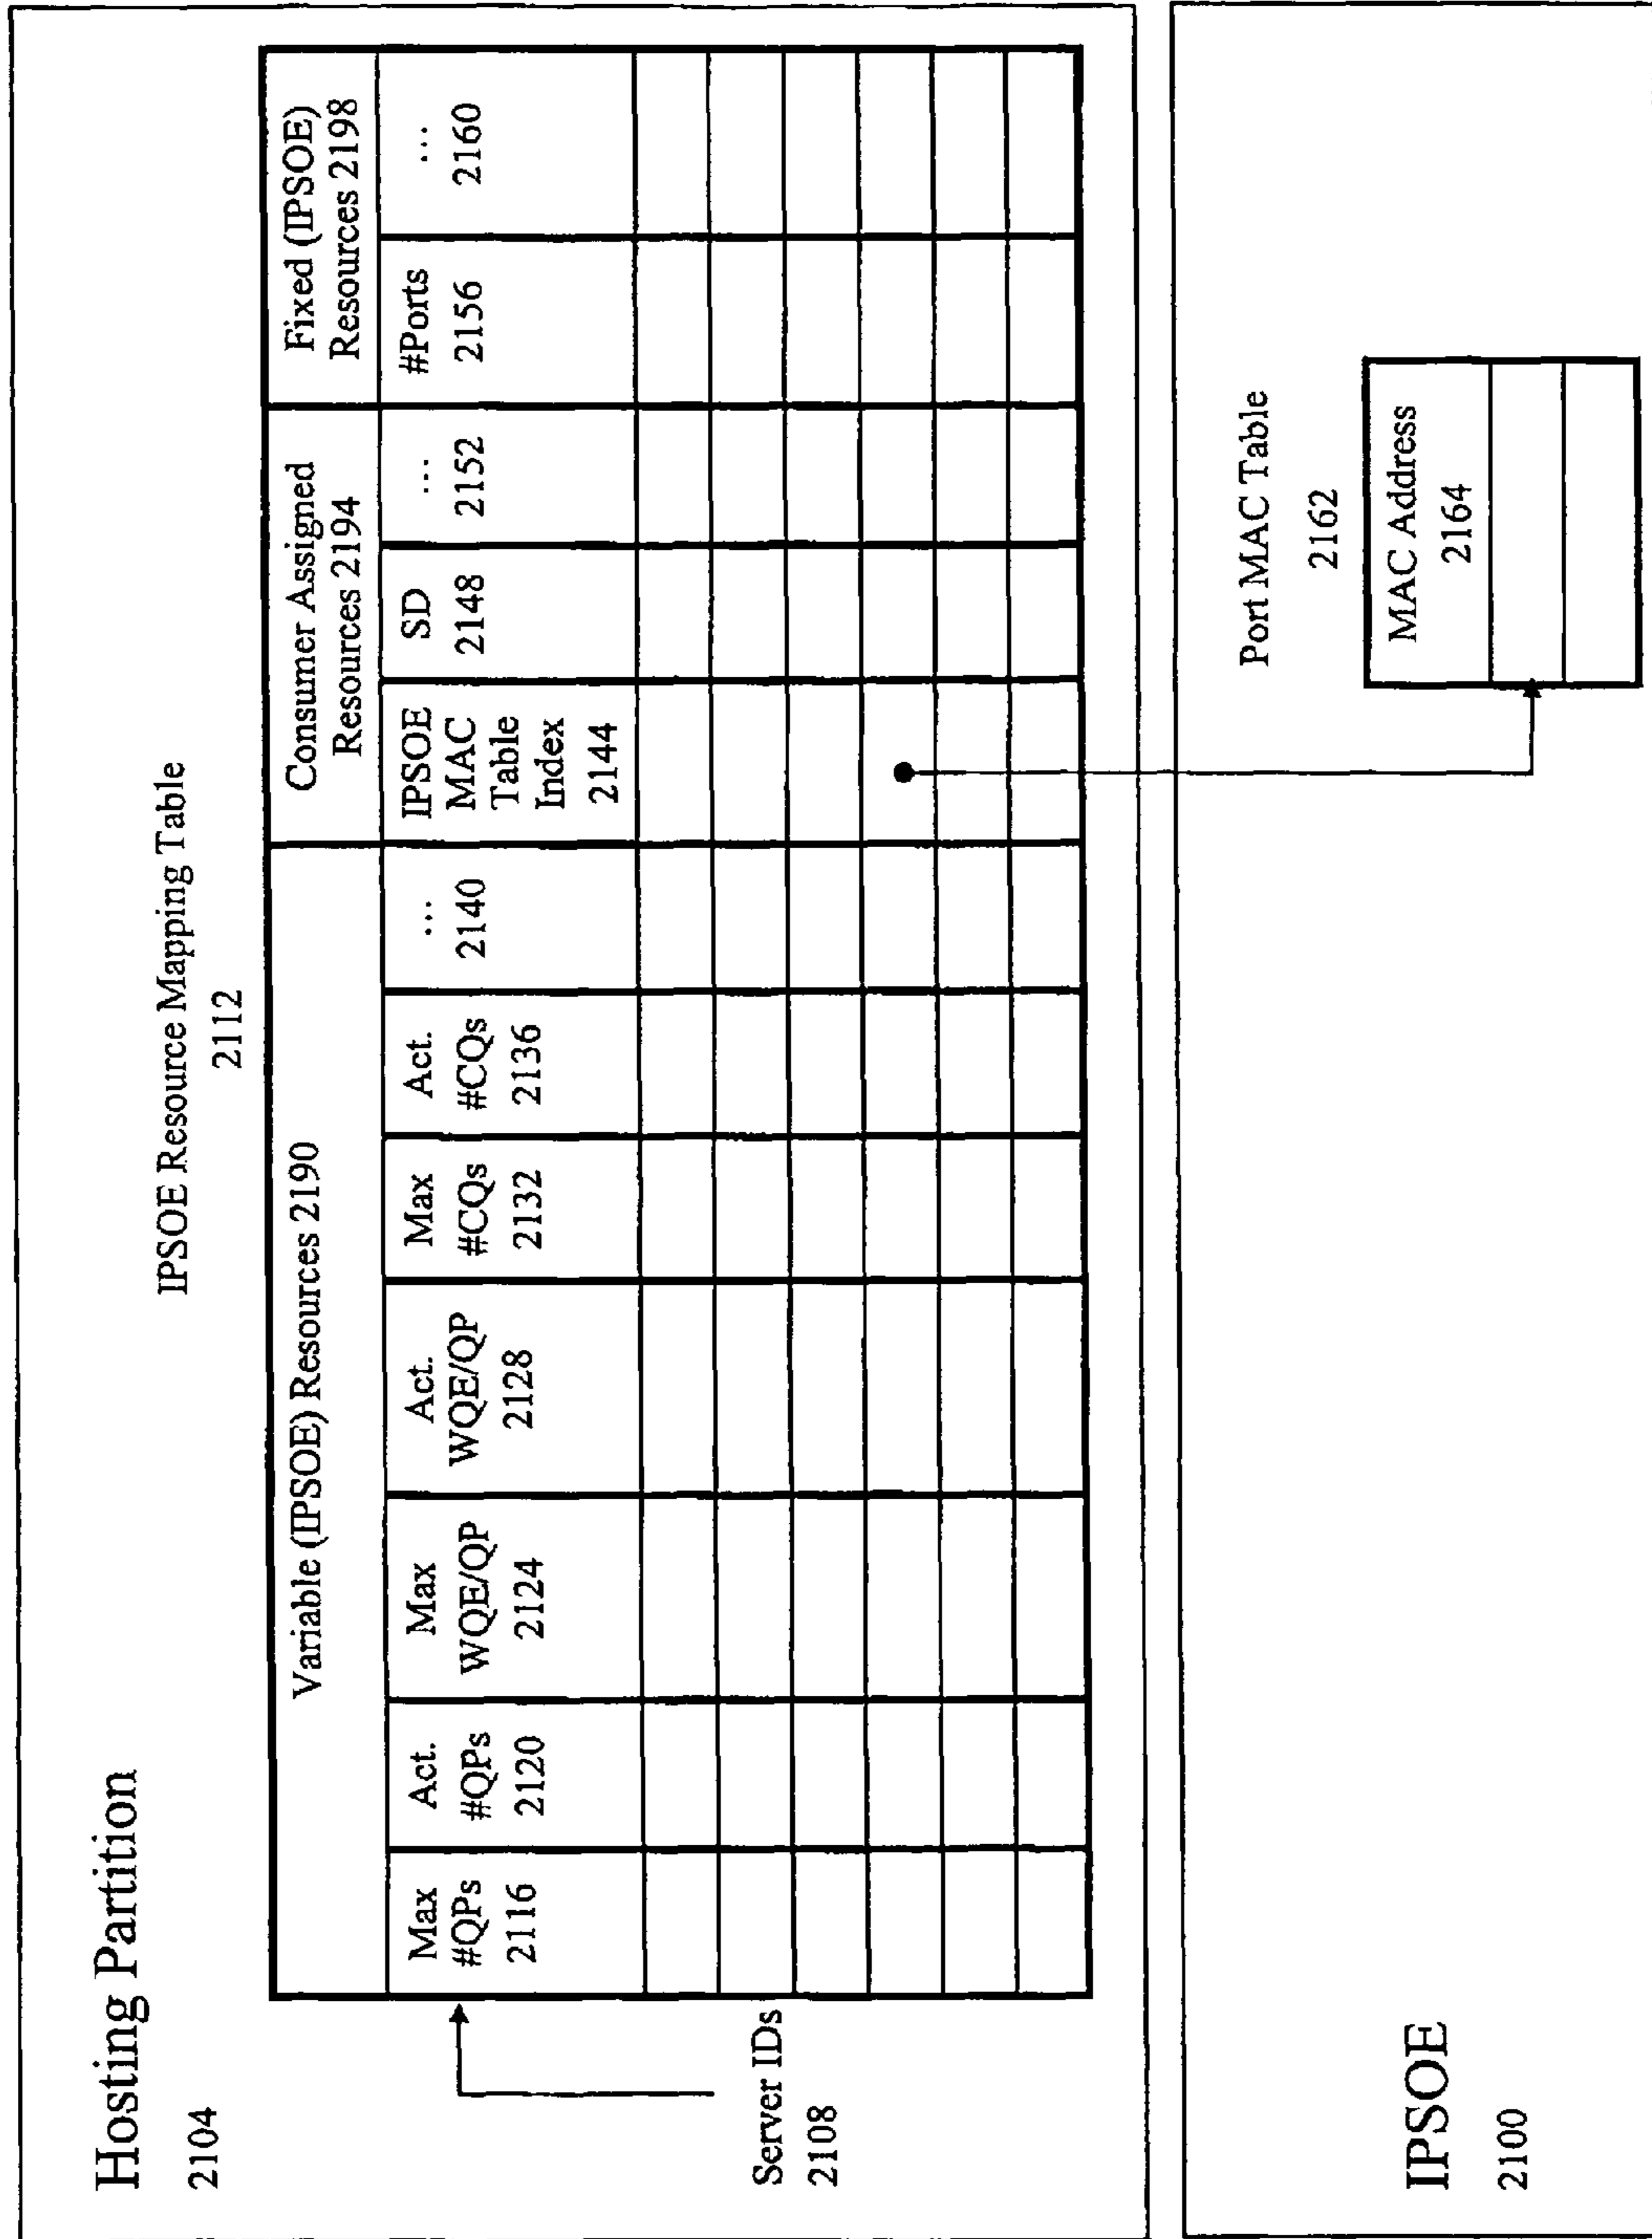 Hosting Partition
2104
IPSOE Resource Mapping Table
2112
Variable (IPSOE) Resources 2190
Consumer Assigned
Resources 2194
Fixed (IPSOE)
Resources 2198
Max
#QPs
2116
Act.
#QPs
2120
Max
WQE/QP
2124
Act.
WQE/QP
2128
Max
#CQs
2132
Act.
#CQs
2136
...
2140
IPSOE
MAC
Table
Index
2144
SD
2148
...
2152
#Ports
2156
...
2160
Server IDs
2108
IPSOE
2100
Port MAC Table
2162
MAC Address
2164